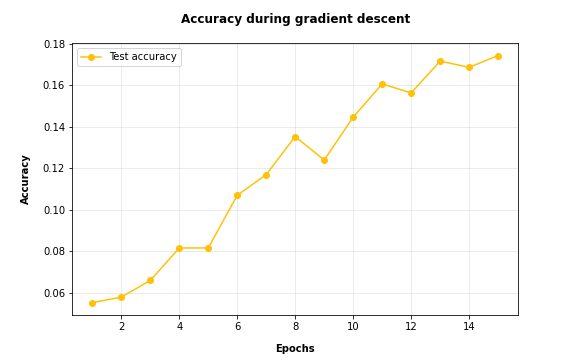 Accuracy during gradient descent
Test accuracy
0.18
0.16
0.14
0.12
0.10
0.08
0.06
Accuracy
2 4 6 8 10 12 14
Epochs